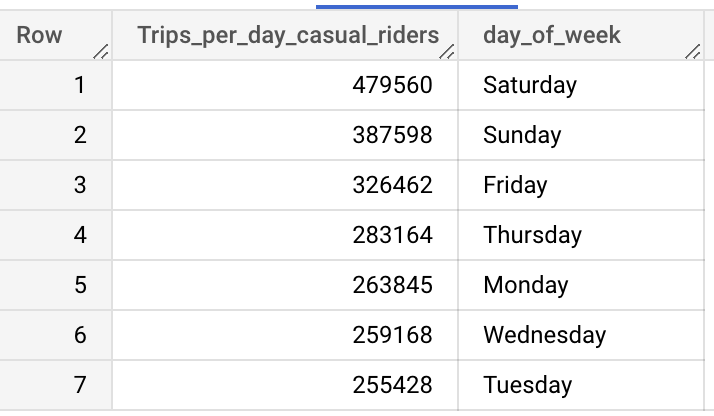 Row Trips_per_day_casual_riders day_of_week
1 479560 Saturday
2 387598 Sunday
3 326462 Friday
4 283164 Thursday
5 263845 Monday
6 259168 Wednesday
7 255428 Tuesday